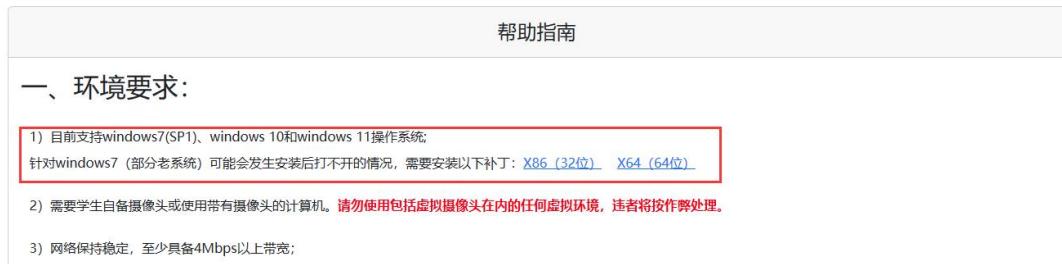 帮助指南
一、环境要求：
1）目前支持windows7(SP1)、windows 10和windows 11操作系统;
针对windows7（部分老系统）可能会发生安装后打不开的情况，需要安装以下补丁：X86（32位） X64（64位）
2）需要学生自备摄像头或使用带有摄像头的计算机。请勿使用包括虚拟摄像头在内的任何虚拟环境，违者将按作弊处理。
3）网络保持稳定，至少具备4Mbps以上带宽；